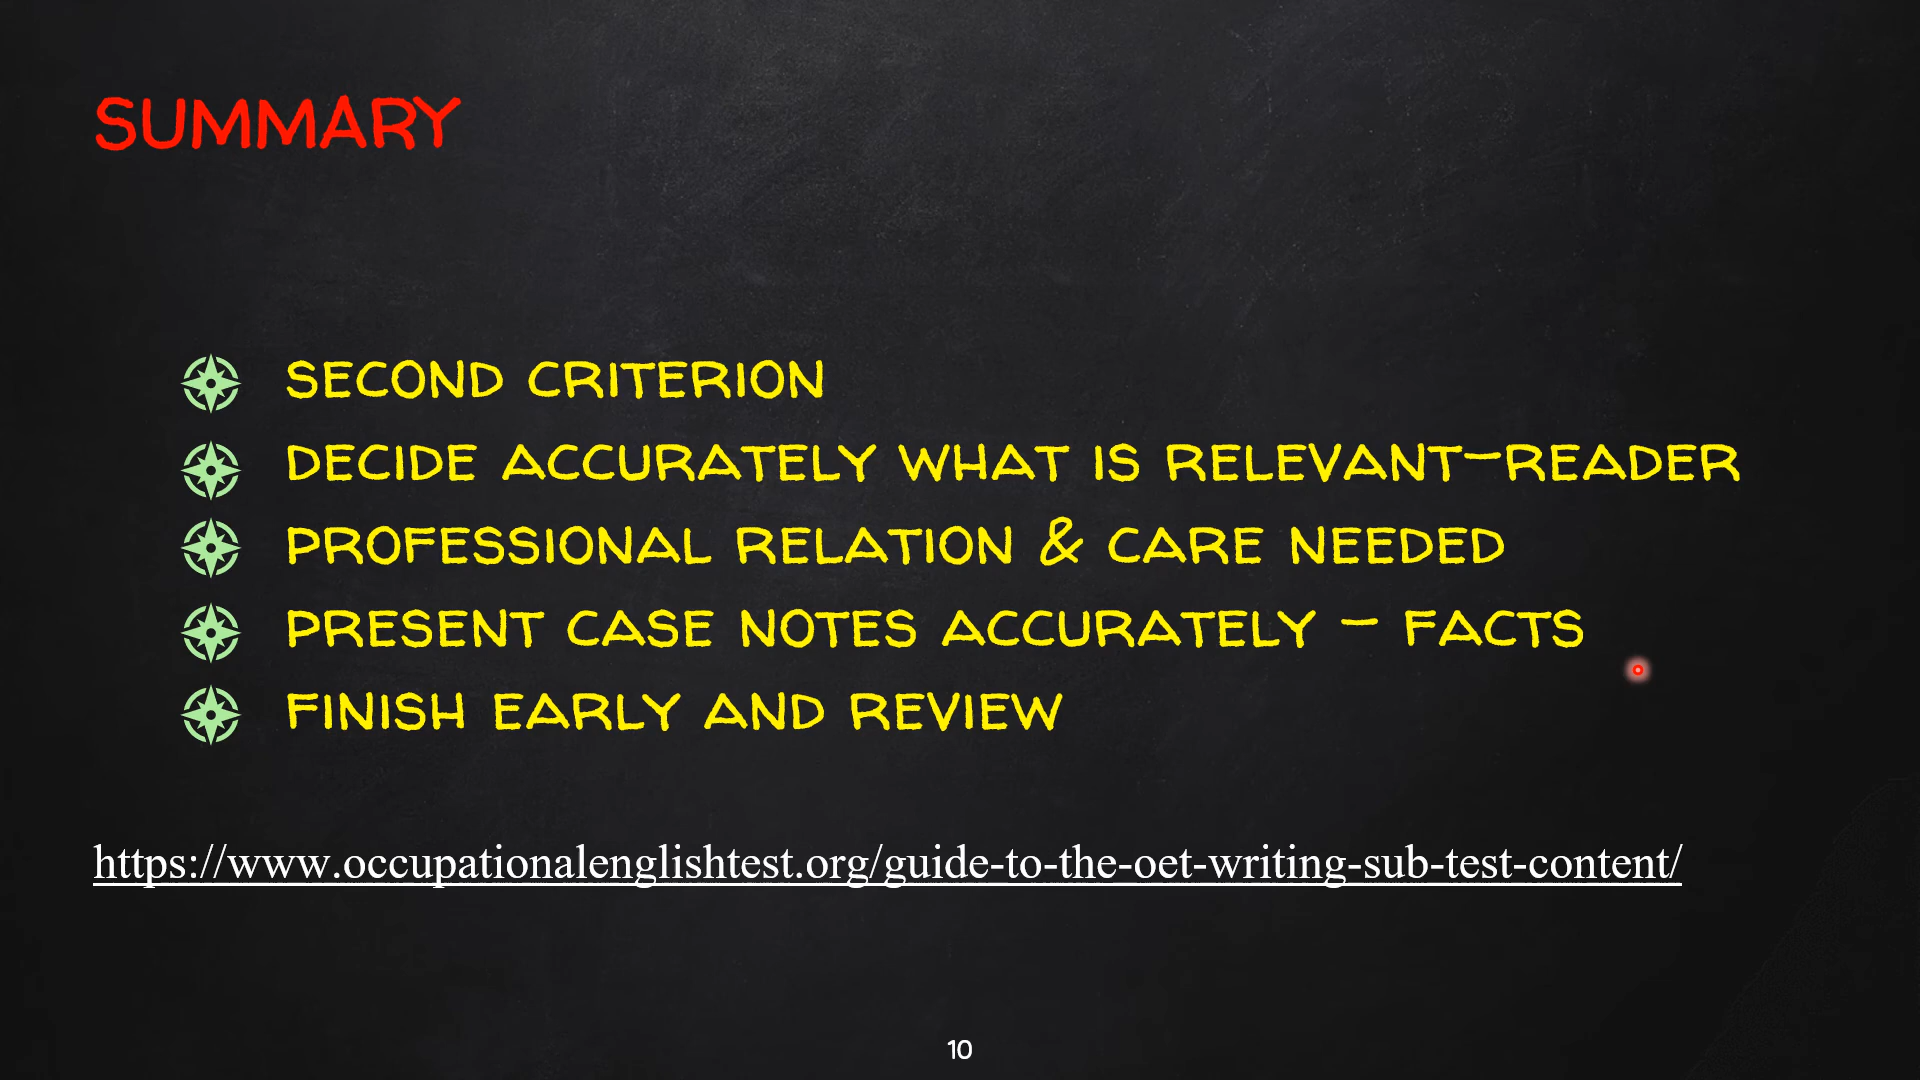 SUMMARY
SECOND CRITERION
DECIDE ACCURATELY WHAT IS RELEVANT-READER
PROFESSIONAL RELATION & CARE NEEDED
PRESENT CASE NOTES ACCURATELY - FACTS
FINISH EARLY AND REVIEW
https://www.occupationalenglishtest.org/guide-to-the-oet-writing-sub-test-content/
10